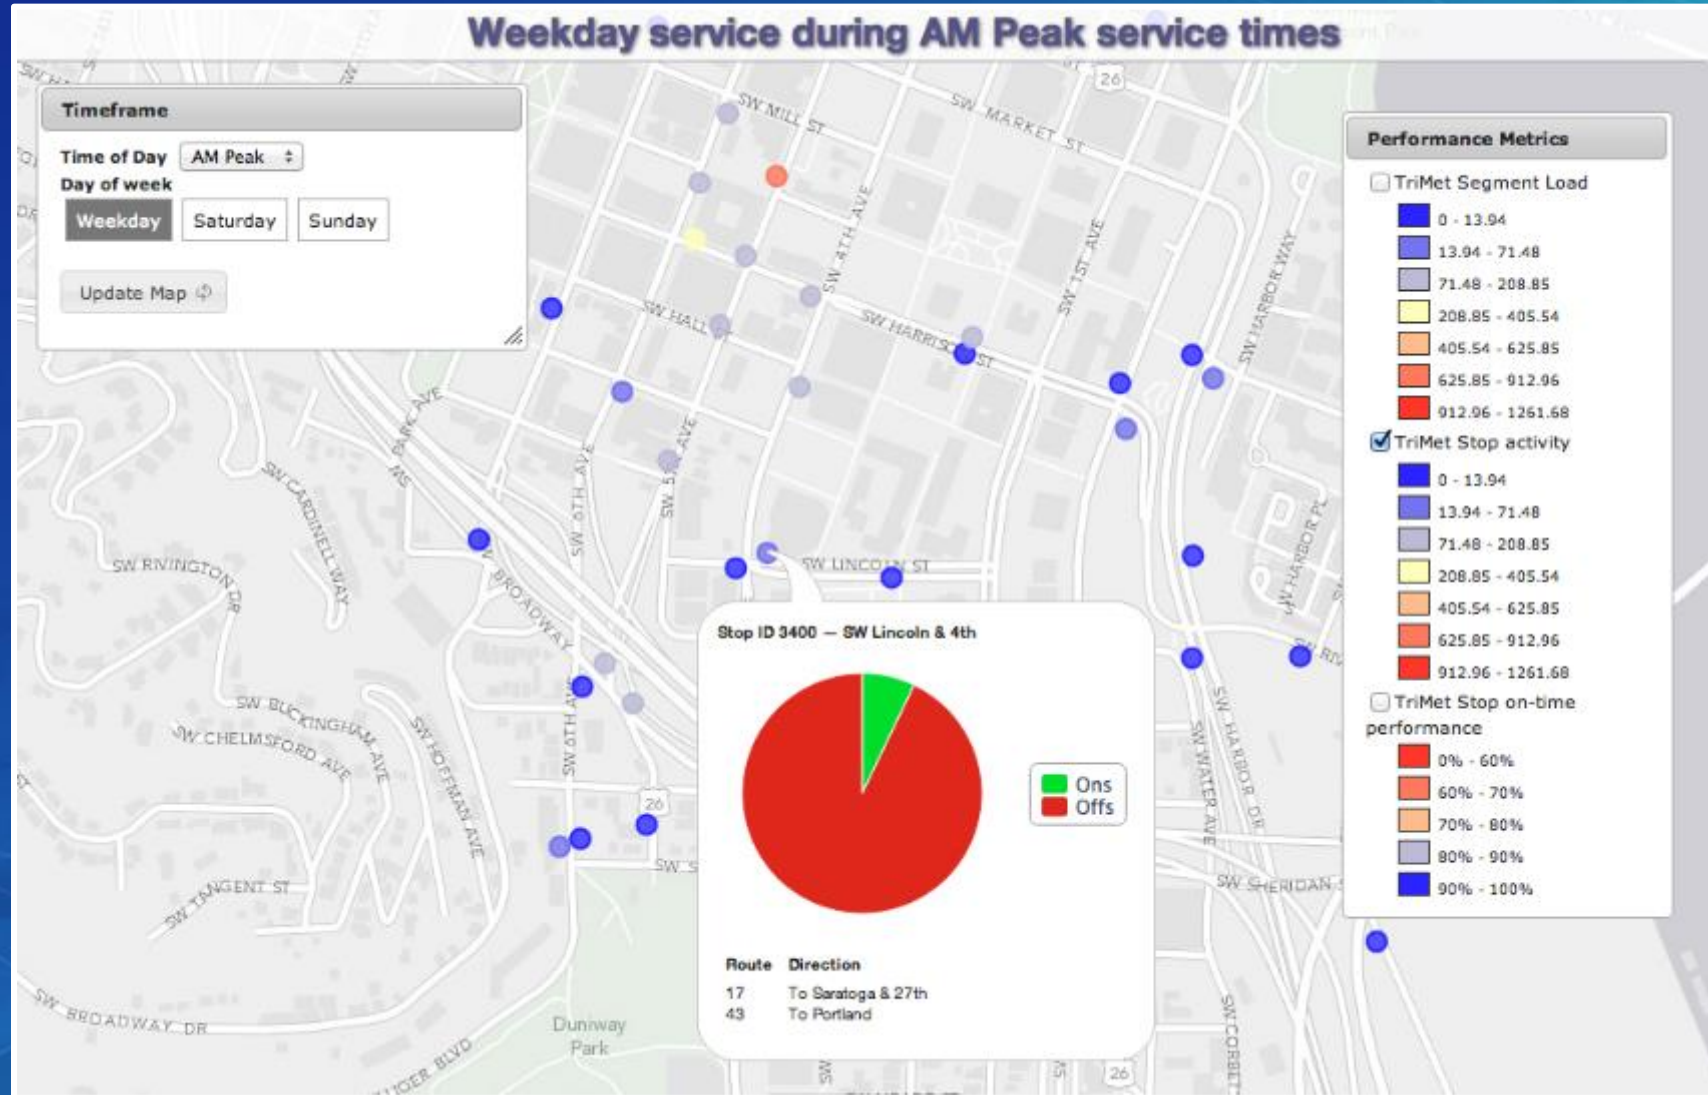 Weekday service during AM Peak service times
Timeframe
Time of Day AM Peak
Day of week
Weekday Saturday Sunday
Update Map
Performance Metrics
TriMet Segment Load
0 - 13.94
13.94 - 71.48
71.48 - 208.85
208.85 - 405.54
405.54 - 625.85
625.85 - 912.96
912.96 - 1261.68
TriMet Stop activity
0 - 13.94
13.94 - 71.48
71.48 - 208.85
208.85 - 405.54
405.54 - 625.85
625.85 - 912.96
912.96 - 1261.68
TriMet Stop on-time
performance
0% - 60%
60% - 70%
70% - 80%
80% - 90%
90% - 100%
26
SW MILL ST
SW MARKET ST
SW 4TH AVE
SW 1ST AVE
SW HARBOR WAY
SW HALL
SW HARRISON ST
PARK AVE
SW 6TH AVE
SW 5TH AVE
SW CARDINELL WAY
SW HARBOR PL
SW RIVINGTON DR
BROADWAY
SW LINCOLN ST
SW BUCKINGHAM AVE
SW CHELMSFORD AVE
SW HOFFMAN AVE
SW 6TH AVE
SW WATER AVE
SW HARBOR DR
26
SW TANGENT ST
SW SHERIDAN
SW BROADWAY DR
Duniway
Park
26
Stop ID 3400 — SW Lincoln & 4th
Ons
Offs
Route Direction
17 To Saratoga & 27th
43 To Portland